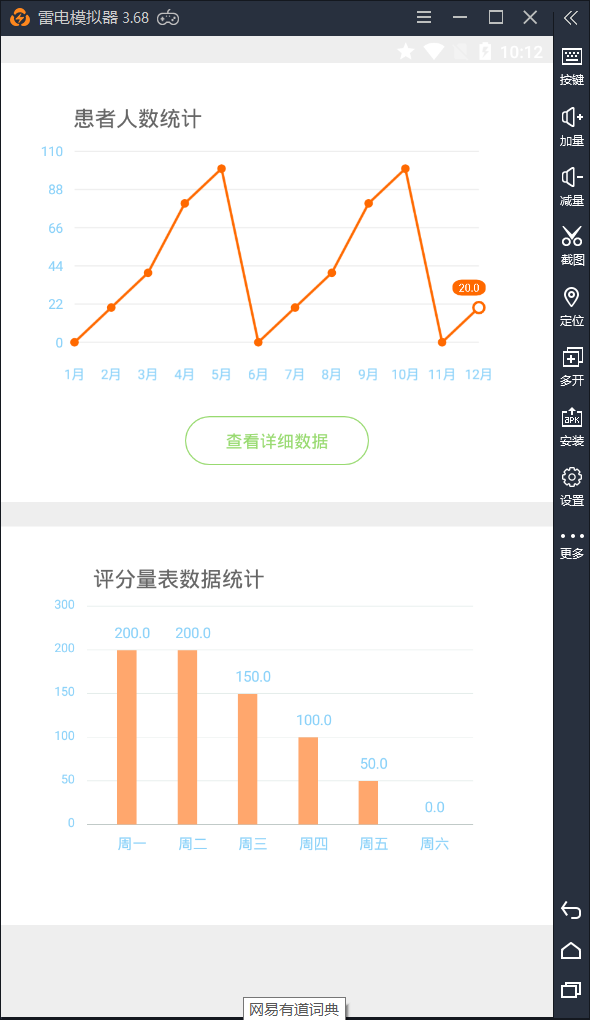 雷电模拟器 3.68
10:12
按键
加量
减量
截图
定位
多开
APK
安装
设置
更多
患者人数统计
110
88
66
44
22
0
20.0
1月 2月 3月 4月 5月 6月 7月 8月 9月 10月 11月 12月
查看详细数据
评分量表数据统计
300
200
150
100
50
0
200.0 200.0 150.0 100.0 50.0 0.0
周一 周二 周三 周四 周五 周六
网易有道词典